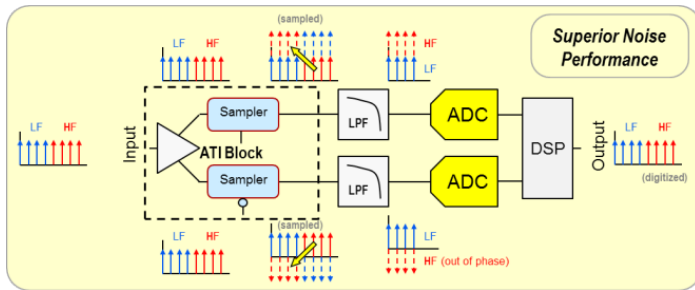 (sampled)
Superior Noise
Performance
LF HF
HF
LF
LF HF
Input
ATI Block
Sampler
Sampler
LPF
LPF
ADC
ADC
DSP
Output
LF HF
(digitized)
LF HF
(sampled)
LF
HF (out of phase)